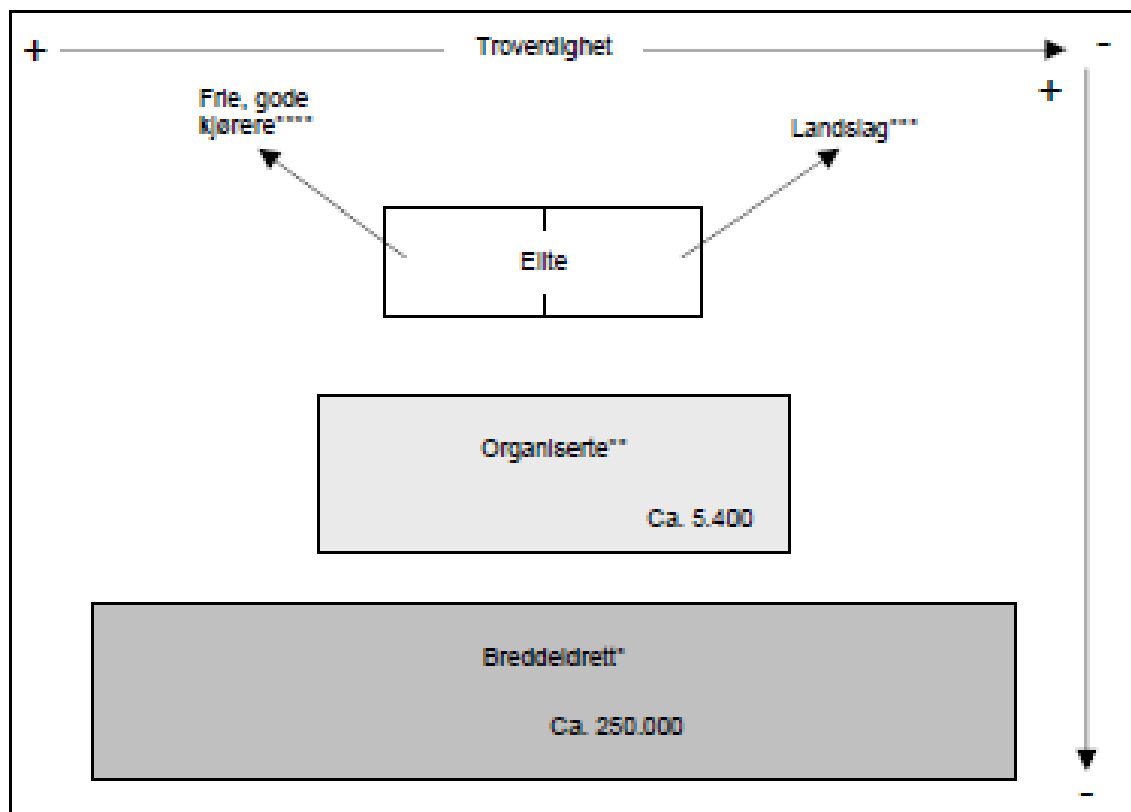 + Troverdighet -
+
Frie, gode
kjørere****
Landslag***
Elite
Organiserte**
Ca. 5.400
Breddeidrett*
Ca. 250.000
-